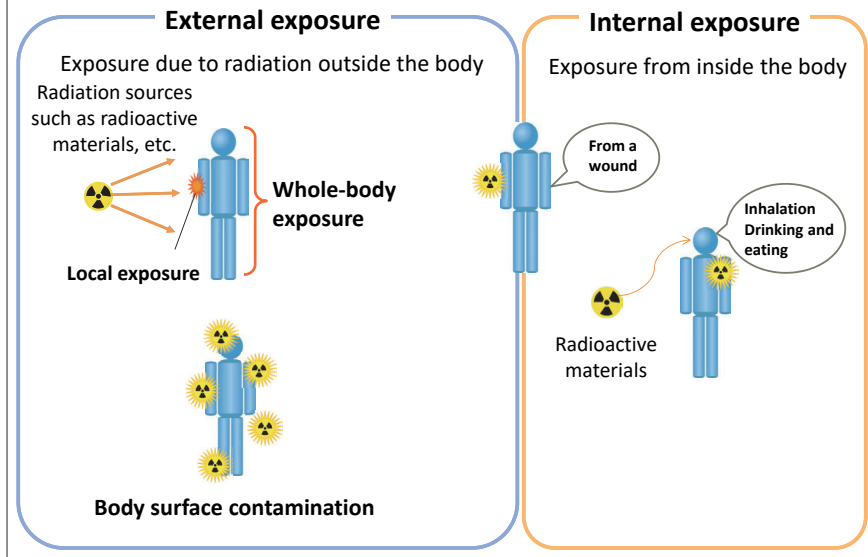 External exposure
Exposure due to radiation outside the body
Radiation sources
such as radioactive
materials, etc.
Whole-body
exposure
Local exposure
Body surface contamination
Internal exposure
Exposure from inside the body
From a
wound
Inhalation
Drinking and
eating
Radioactive
materials